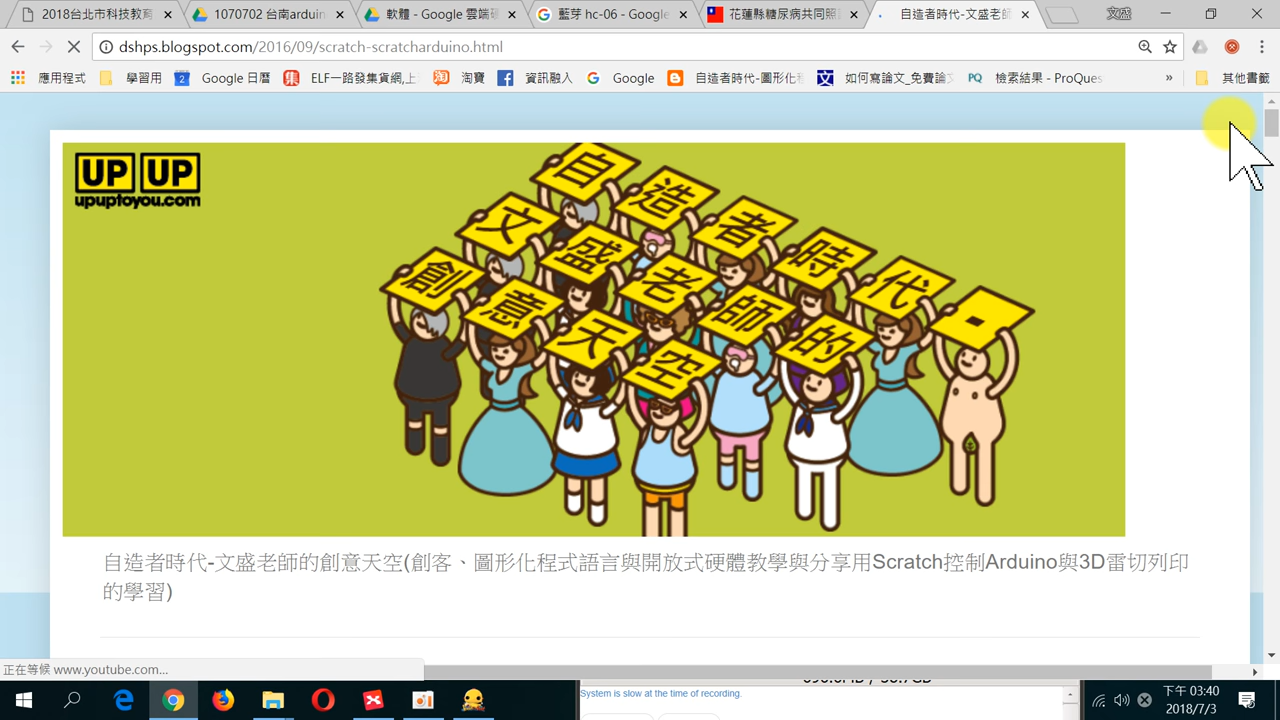 2018台北市科技教育
1070702 台南arduin
軟體 - Google 雲端硬
藍芽 hc-06 - Google
花蓮縣糖尿病共同照護
自造者時代-文盛老師
文盛
dshps.blogspot.com/2016/09/scratch-scratcharduino.html
應用程式
學習用
Google 日曆
ELF一路發集貨網,上
淘寶
資訊融入
Google
自造者時代-圖形化程
如何寫論文_免費論文
檢索結果 - ProQues
»
其他書籤
UP UP
upuptoyou.com
自造者時代-
文盛老師的
創意天空
自造者時代-文盛老師的創意天空(創客、圖形化程式語言與開放式硬體教學與分享用Scratch控制Arduino與3D雷切列印
的學習)
正在等候 www.youtube.com...
System is slow at the time of recording.
下午 03:40
2018/7/3